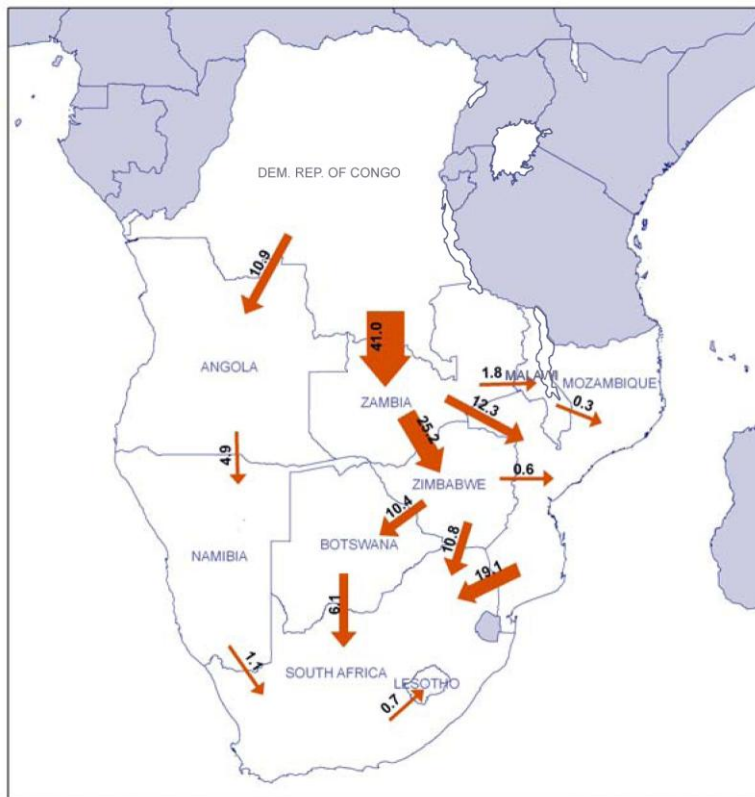 DEM. REP. OF CONGO
10.9
41.0
ANGOLA
1.8
MALAWI
MOZAMBIQUE
ZAMBIA
12.3
0.3
25.2
4.9
0.6
ZIMBABWE
10.4
10.8
BOTSWANA
NAMIBIA
19.1
6.1
1.1
SOUTH AFRICA
LESOTHO
0.7